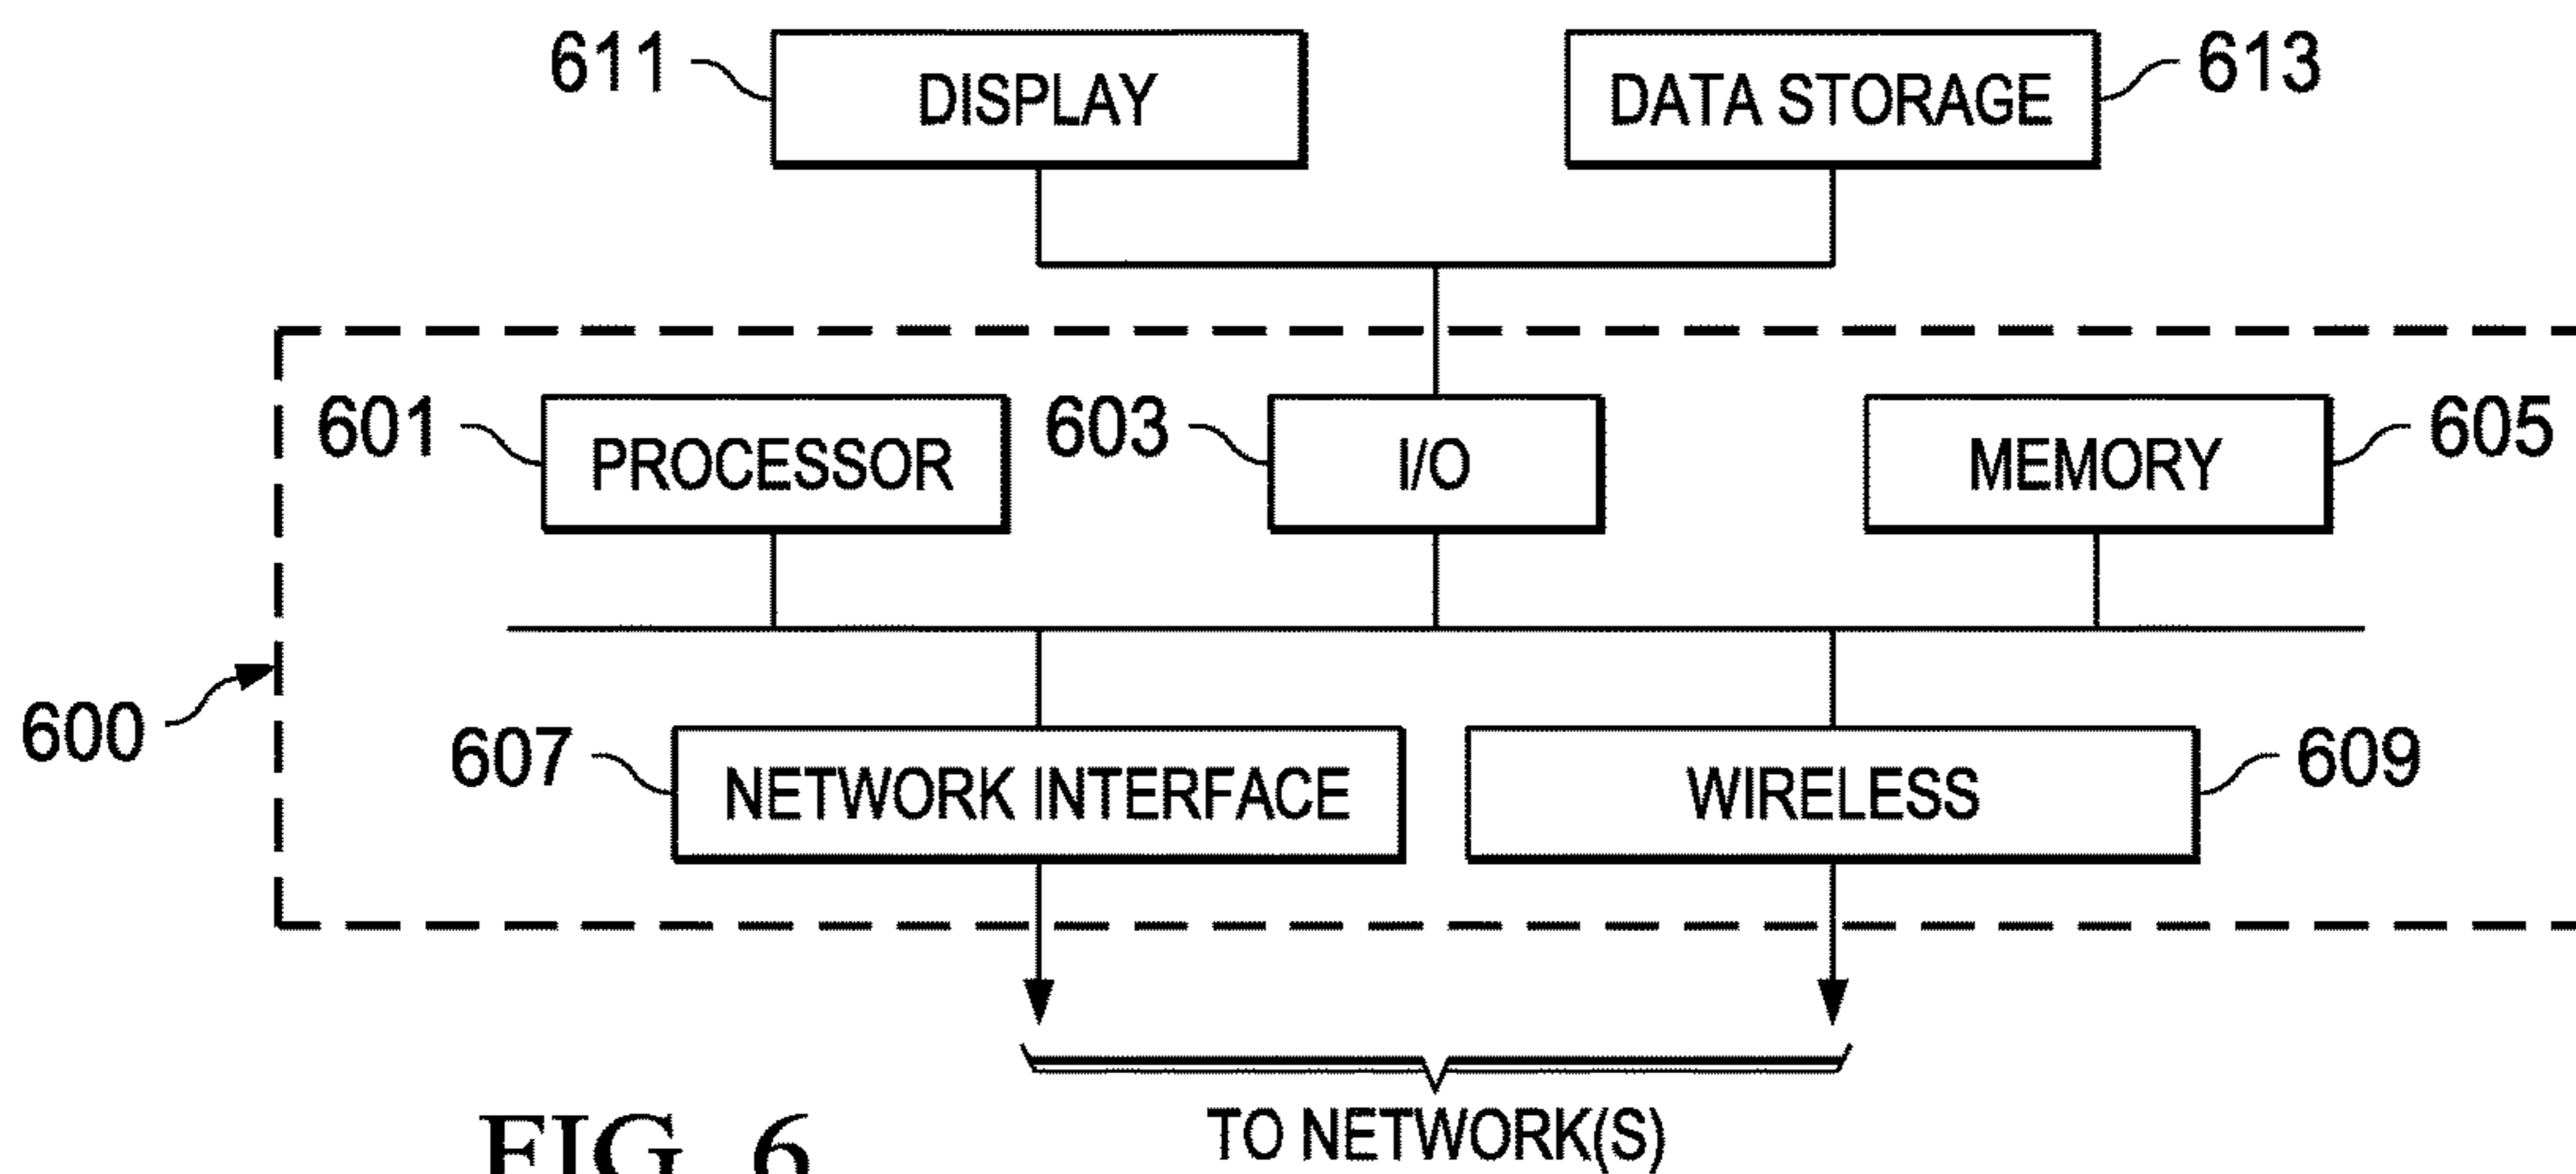 611 DISPLAY DATA STORAGE 613
601 PROCESSOR 603 I/O MEMORY 605
600
607 NETWORK INTERFACE WIRELESS 609
TO NETWORK(S)
FIG. 6